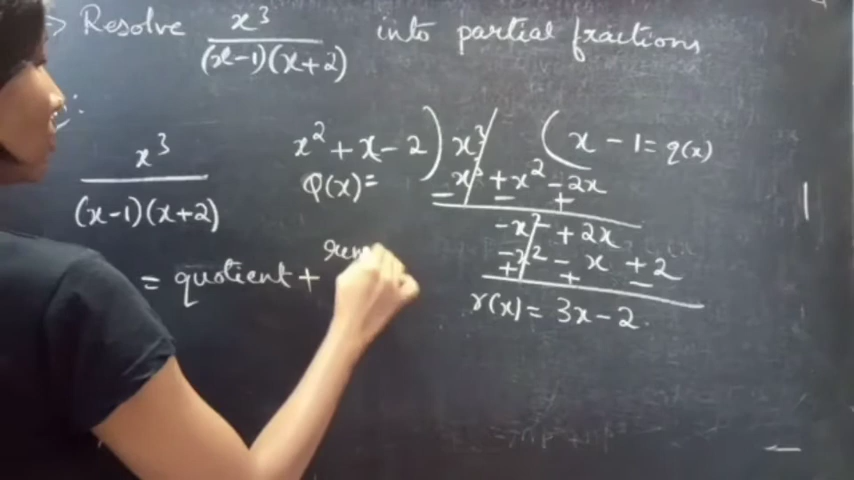 > Resolve x³/((x-1)(x+2)) into partial fractions
x³/((x-1)(x+2))
= quotient +
x² + x - 2 ) x³ ( x - 1 = q(x)
Q(x)=
x³ + x² - 2x
- - +
-x² + 2x
-x² - x + 2
+ + -
r(x) = 3x - 2.